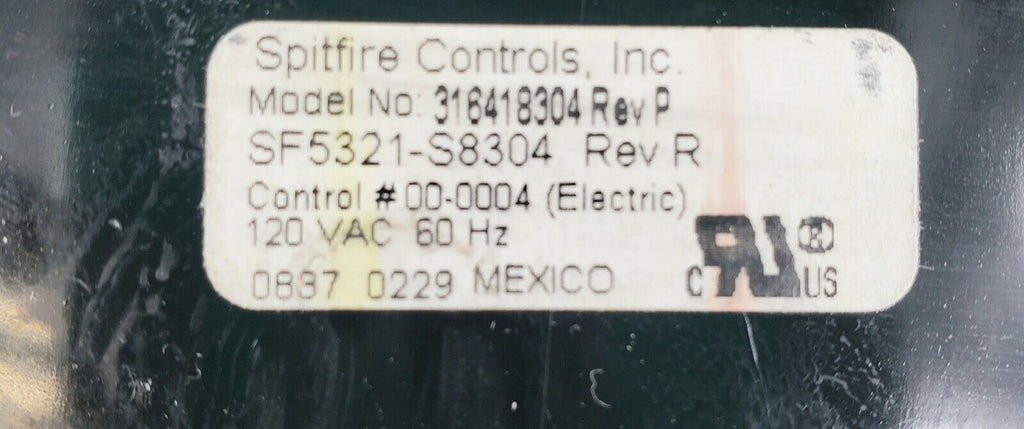 Spitfire Controls, Inc.
Model No: 316418304 Rev P
SF5321-S8304 Rev R
Control # 00-0004 (Electric)
120 VAC 60 Hz
0837 0229 MEXICO
C RU ® US